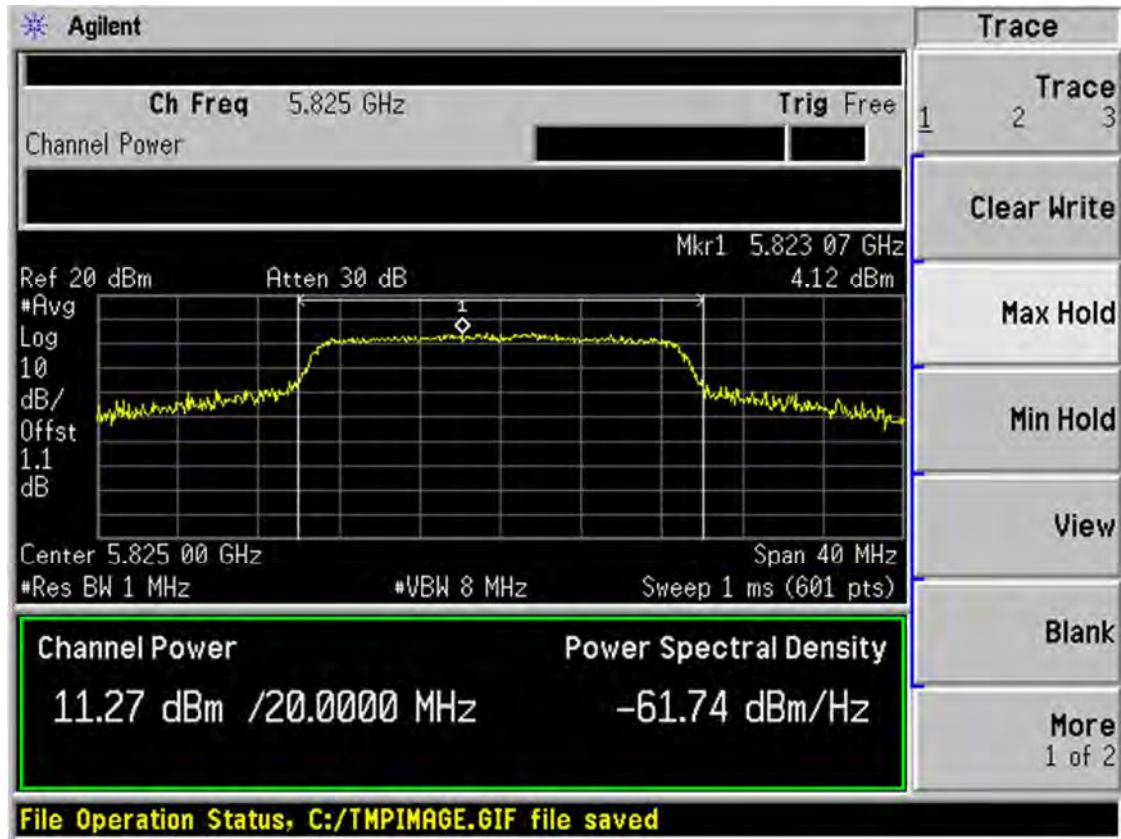 Agilent
Trace
Ch Freq 5.825 GHz Trig Free
Channel Power
Trace
1 2 3
Clear Write
Mkr1 5.823 07 GHz
Ref 20 dBm Atten 30 dB 4.12 dBm
#Avg
Log
10
dB/
Offst
1.1
dB
1
Max Hold
Min Hold
View
Center 5.825 00 GHz Span 40 MHz
#Res BW 1 MHz #VBW 8 MHz Sweep 1 ms (601 pts)
Channel Power Power Spectral Density
11.27 dBm /20.0000 MHz -61.74 dBm/Hz
Blank
More
1 of 2
File Operation Status, C:/TMPIMAGE.GIF file saved